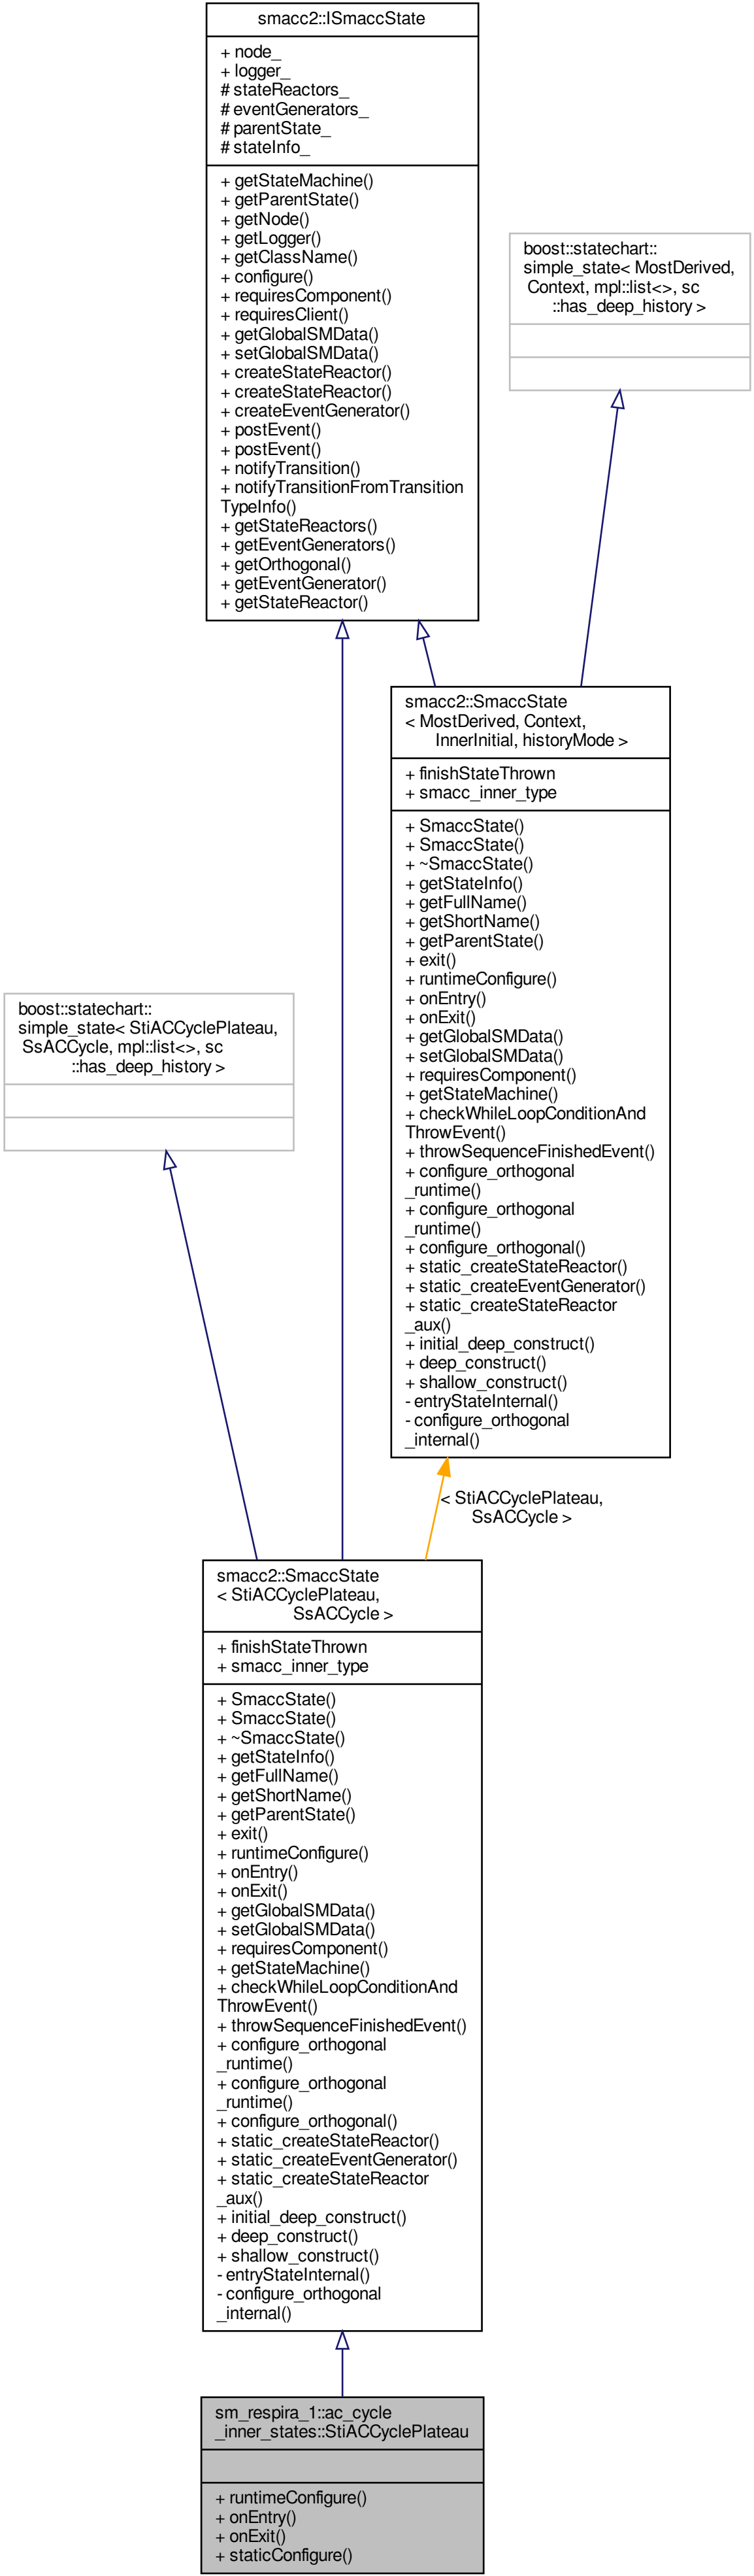 smacc2::ISmaccState
+ node_
+ logger_
# stateReactors_
# eventGenerators_
# parentState_
# stateInfo_
+ getStateMachine()
+ getParentState()
+ getNode()
+ getLogger()
+ getClassName()
+ configure()
+ requiresComponent()
+ requiresClient()
+ getGlobalSMData()
+ setGlobalSMData()
+ createStateReactor()
+ createStateReactor()
+ createEventGenerator()
+ postEvent()
+ postEvent()
+ notifyTransition()
+ notifyTransitionFromTransition
TypeInfo()
+ getStateReactors()
+ getEventGenerators()
+ getOrthogonal()
+ getEventGenerator()
+ getStateReactor()
boost::statechart::
simple_state< MostDerived,
Context, mpl::list<>, sc
::has_deep_history >
smacc2::SmaccState
< MostDerived, Context,
InnerInitial, historyMode >
+ finishStateThrown
+ smacc_inner_type
+ SmaccState()
+ SmaccState()
+ ~SmaccState()
+ getStateInfo()
+ getFullName()
+ getShortName()
+ getParentState()
+ exit()
+ runtimeConfigure()
+ onEntry()
+ onExit()
+ getGlobalSMData()
+ setGlobalSMData()
+ requiresComponent()
+ getStateMachine()
+ checkWhileLoopConditionAnd
ThrowEvent()
+ throwSequenceFinishedEvent()
+ configure_orthogonal
_runtime()
+ configure_orthogonal
_runtime()
+ configure_orthogonal()
+ static_createStateReactor()
+ static_createEventGenerator()
+ static_createStateReactor
_aux()
+ initial_deep_construct()
+ deep_construct()
+ shallow_construct()
- entryStateInternal()
- configure_orthogonal
_internal()
boost::statechart::
simple_state< StiACCyclePlateau,
SsACCycle, mpl::list<>, sc
::has_deep_history >
< StiACCyclePlateau,
SsACCycle >
smacc2::SmaccState
< StiACCyclePlateau,
SsACCycle >
+ finishStateThrown
+ smacc_inner_type
+ SmaccState()
+ SmaccState()
+ ~SmaccState()
+ getStateInfo()
+ getFullName()
+ getShortName()
+ getParentState()
+ exit()
+ runtimeConfigure()
+ onEntry()
+ onExit()
+ getGlobalSMData()
+ setGlobalSMData()
+ requiresComponent()
+ getStateMachine()
+ checkWhileLoopConditionAnd
ThrowEvent()
+ throwSequenceFinishedEvent()
+ configure_orthogonal
_runtime()
+ configure_orthogonal
_runtime()
+ configure_orthogonal()
+ static_createStateReactor()
+ static_createEventGenerator()
+ static_createStateReactor
_aux()
+ initial_deep_construct()
+ deep_construct()
+ shallow_construct()
- entryStateInternal()
- configure_orthogonal
_internal()
sm_respira_1::ac_cycle
_inner_states::StiACCyclePlateau
+ runtimeConfigure()
+ onEntry()
+ onExit()
+ staticConfigure()